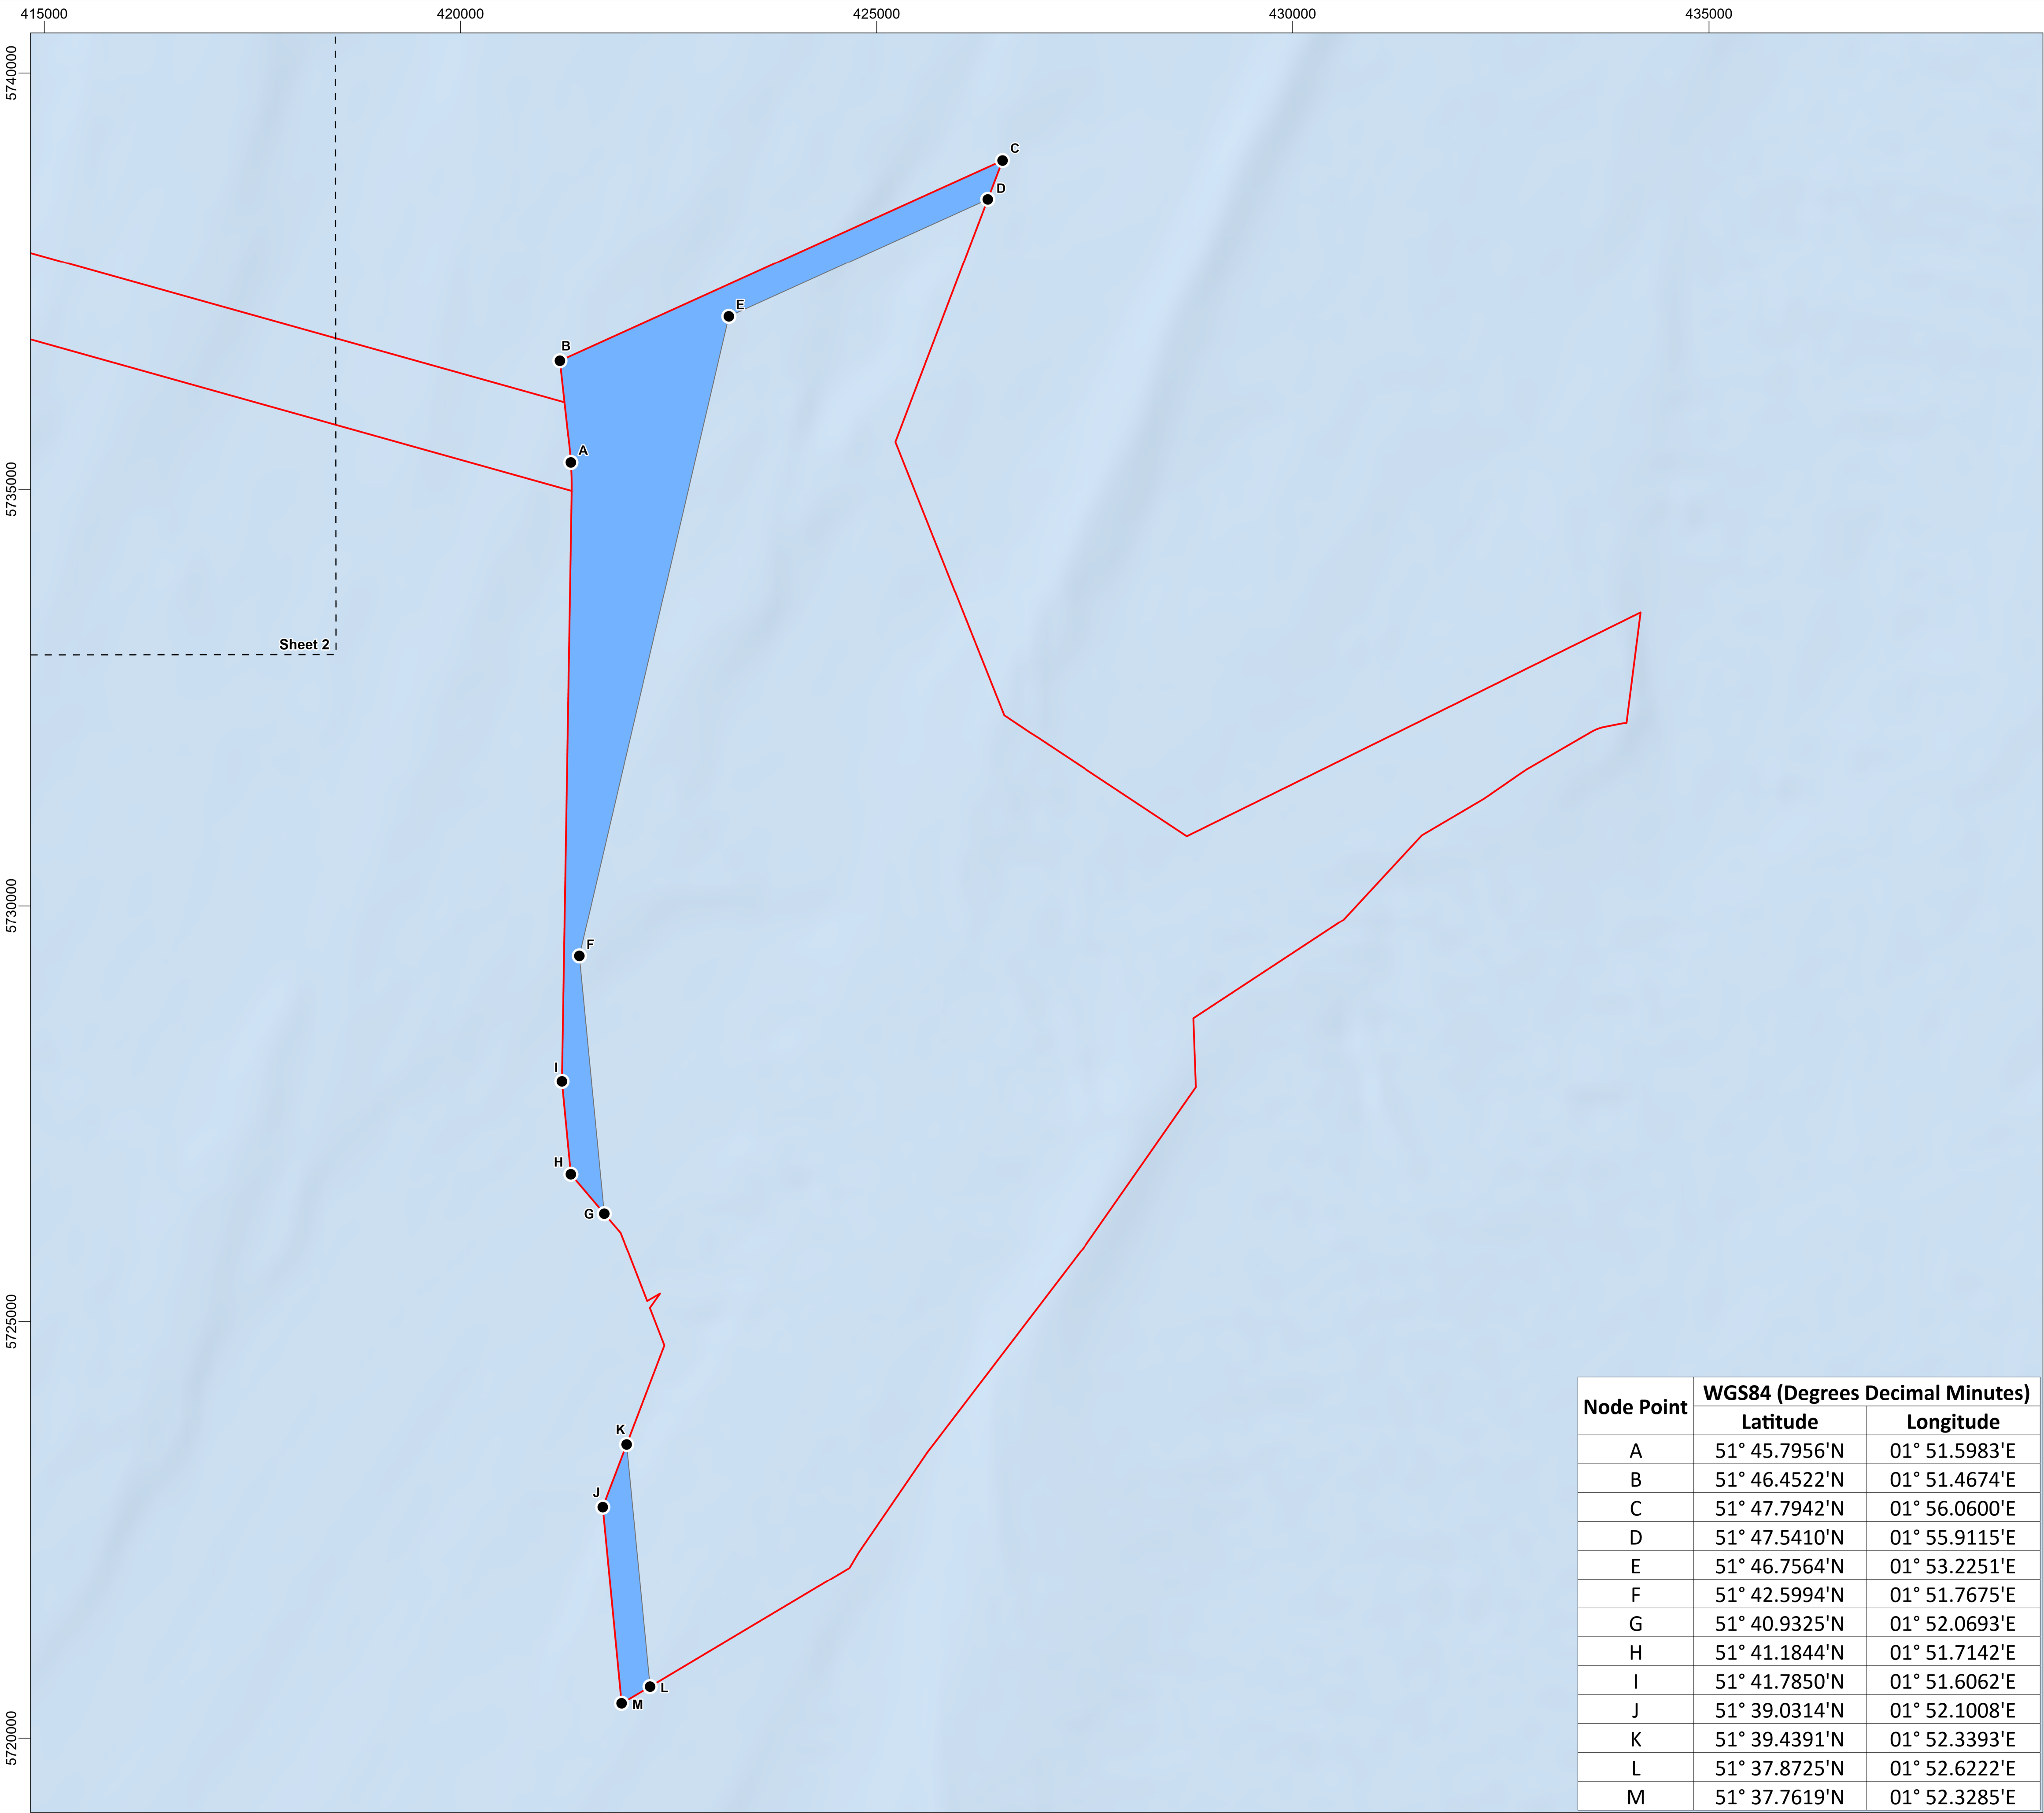 415000 420000 425000 430000 435000
5740000
C
D
E
B
A
5735000
Sheet 2
5730000
F
I
H
G
5725000
K
J
L
M
5720000
Node Point WGS84 (Degrees Decimal Minutes)
Latitude Longitude
A 51° 45.7956'N 01° 51.5983'E
B 51° 46.4522'N 01° 51.4674'E
C 51° 47.7942'N 01° 56.0600'E
D 51° 47.5410'N 01° 55.9115'E
E 51° 46.7564'N 01° 53.2251'E
F 51° 42.5994'N 01° 51.7675'E
G 51° 40.9325'N 01° 52.0693'E
H 51° 41.1844'N 01° 51.7142'E
I 51° 41.7850'N 01° 51.6062'E
J 51° 39.0314'N 01° 52.1008'E
K 51° 39.4391'N 01° 52.3393'E
L 51° 37.8725'N 01° 52.6222'E
M 51° 37.7619'N 01° 52.3285'E